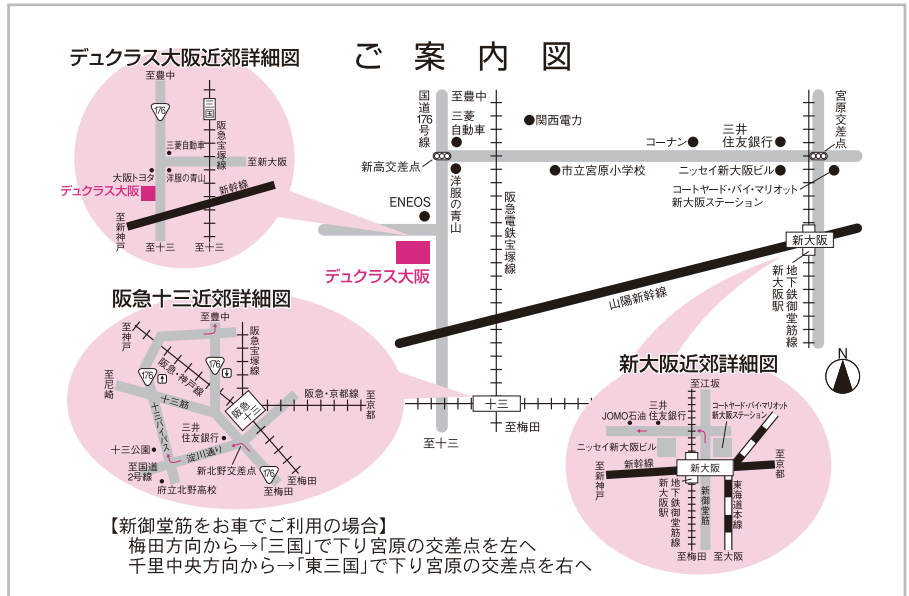 ご案内図
デュクラス大阪近郊詳細図
至豊中
176
三国
阪急宝塚線
三菱自動車
至新大阪
大阪トヨタ
洋服の青山
デュクラス大阪
新幹線
至新神戸
至十三
至十三
国道176号線
至豊中
三菱自動車
関西電力
コーナン
三井住友銀行
宮原交差点
新高交差点
洋服の青山
市立宮原小学校
ニッセイ新大阪ビル
コートヤード・バイ・マリオット
新大阪ステーション
ENEOS
阪急電鉄宝塚線
デュクラス大阪
新大阪
山陽新幹線
地下鉄御堂筋線
新大阪駅
N
十三
至十三
至梅田
阪急十三近郊詳細図
至豊中
至神戸
阪急宝塚線
176
176
阪急・神戸線
至尼崎
十三筋
阪急十三
阪急・京都線
至京都
十三バイパス
三井
住友銀行
十三公園
淀川通り
至国道
2号線
新北野交差点
176
至梅田
至梅田
府立北野高校
新大阪近郊詳細図
至江坂
JOMO石油
三井
住友銀行
コートヤード・バイ・マリオット
新大阪ステーション
ニッセイ新大阪ビル
新幹線
新大阪
至京都
至新神戸
地下鉄御堂筋線
新大阪駅
新御堂筋
東海道本線
至梅田
至大阪
【新御堂筋をお車でご利用の場合】
梅田方向から→「三国」で下り宮原の交差点を左へ
千里中央方向から→「東三国」で下り宮原の交差点を右へ